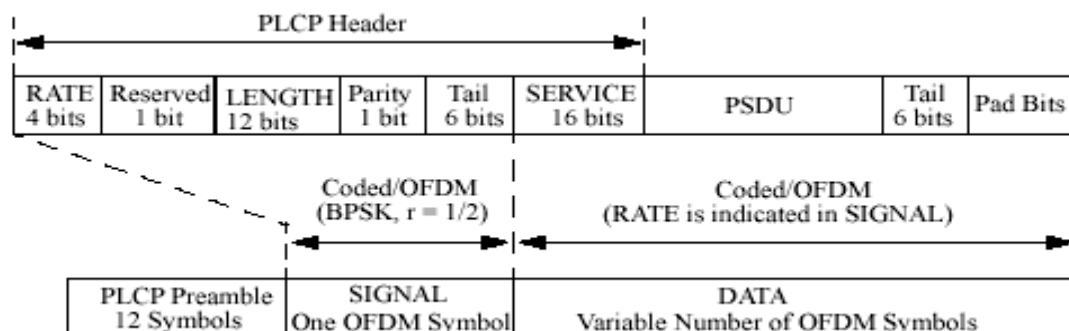 PLCP Header
RATE Reserved LENGTH Parity Tail SERVICE PSDU Tail Pad Bits
4 bits 1 bit 12 bits 1 bit 6 bits 16 bits 6 bits
Coded/OFDM Coded/OFDM
(BPSK, r = 1/2) (RATE is indicated in SIGNAL)
PLCP Preamble SIGNAL DATA
12 Symbols One OFDM Symbol Variable Number of OFDM Symbols